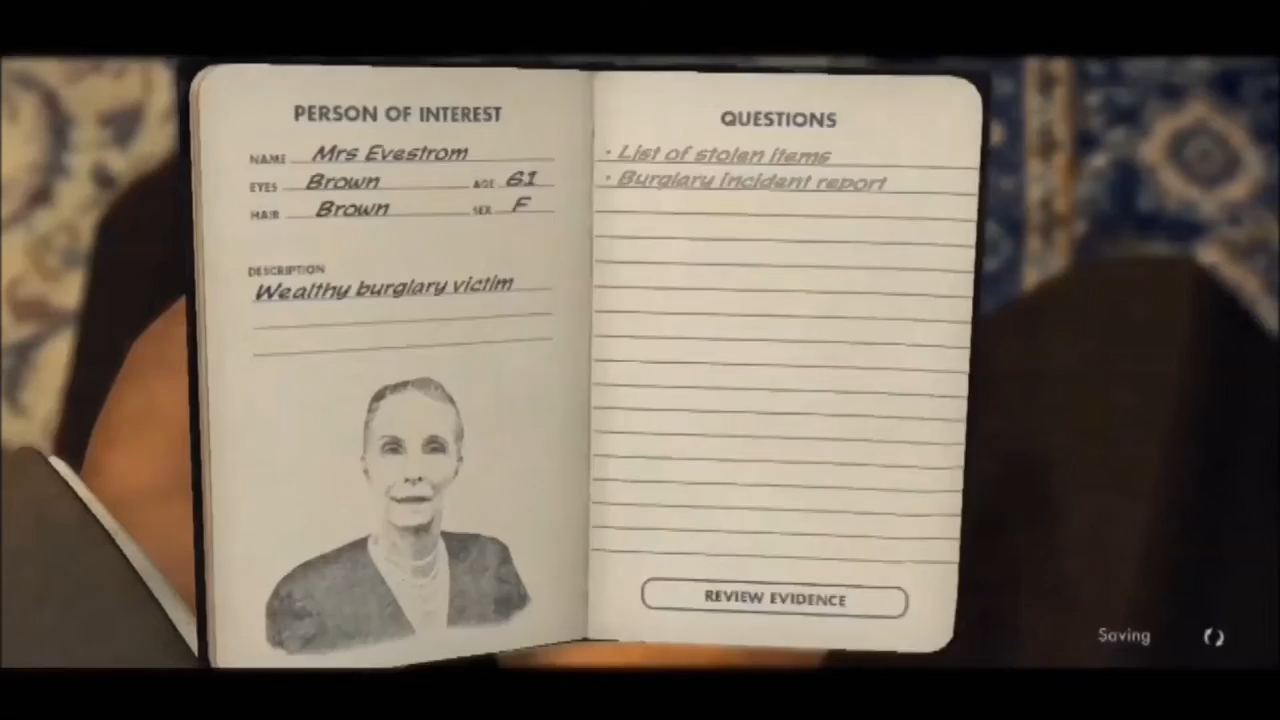 PERSON OF INTEREST
NAME Mrs Evestrom
EYES Brown AGE 61
HAIR Brown SEX F
DESCRIPTION
Wealthy burglary victim
QUESTIONS
· List of stolen items
· Burglary incident report
REVIEW EVIDENCE
Saving